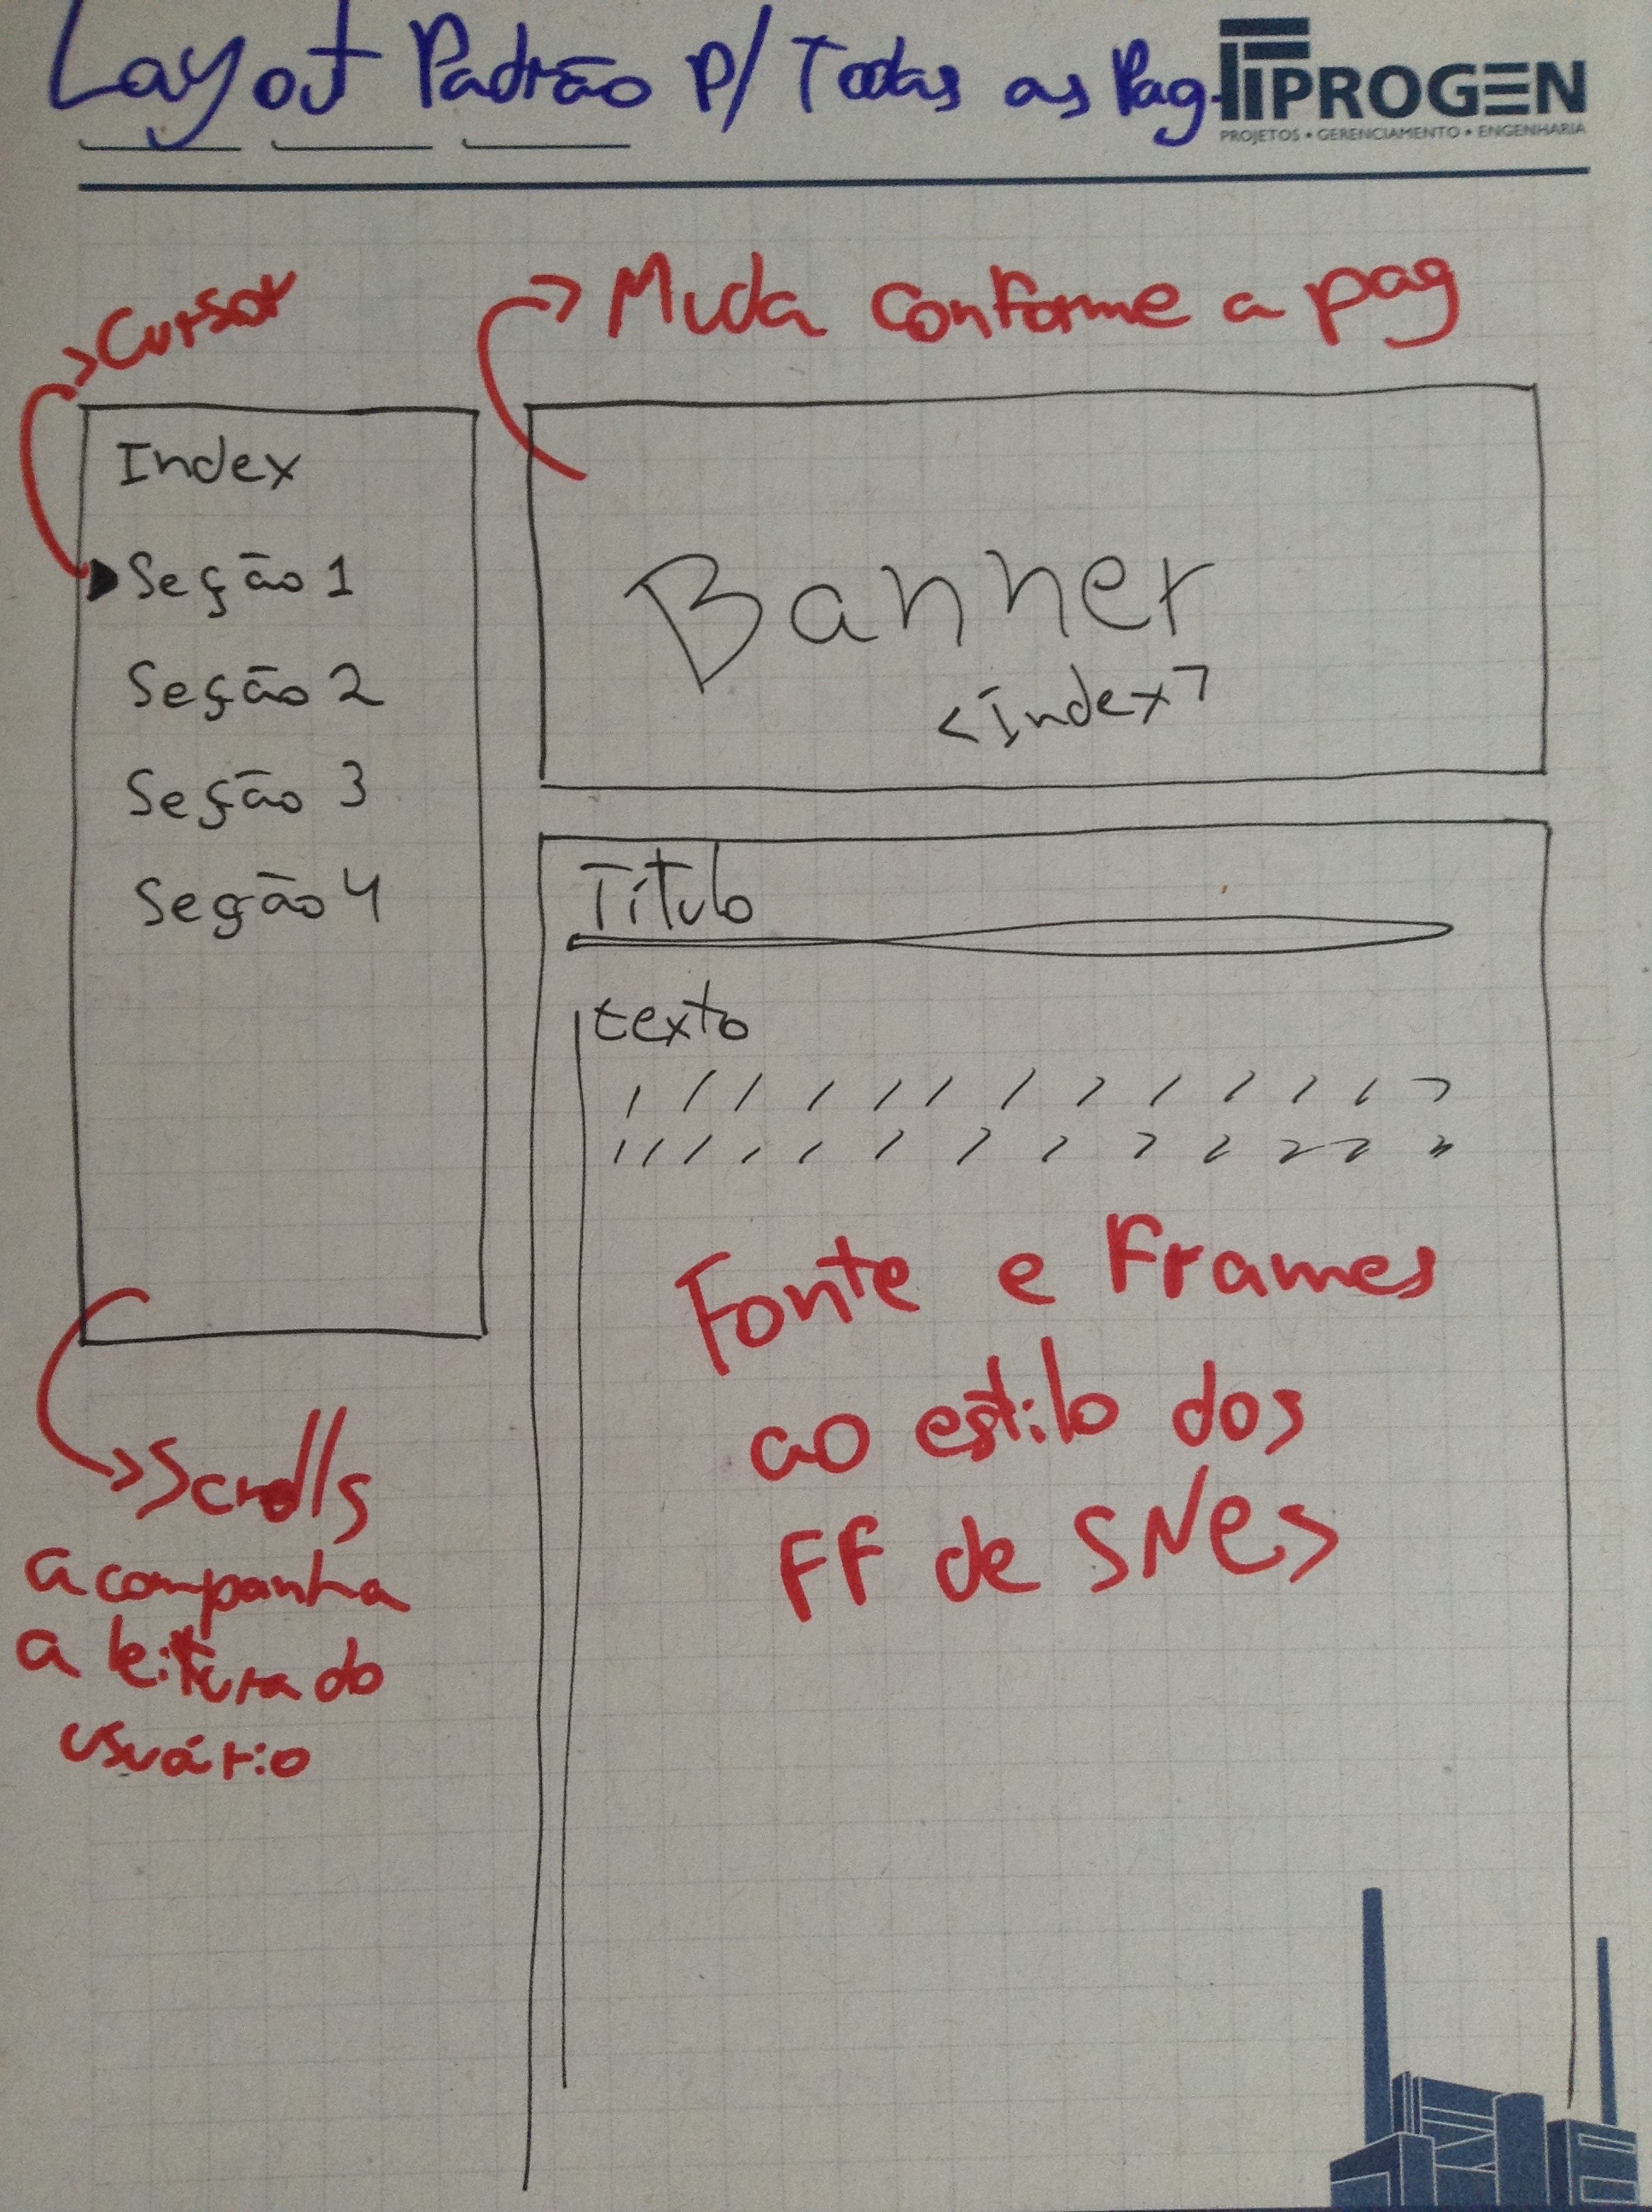 Layout Padrão P/ Todas as Pag
PROGEN
PROJETOS • GERENCIAMENTO • ENGENHARIA
Cursor
Muda conforme a pag
Index
Seção 1
Seção 2
Seção 3
Seção 4
Banner
<Index>
Título
texto
Fonte e Frames
ao estilo dos
FF de SNES
Scrolls
acompanha
a leitura do
usuário